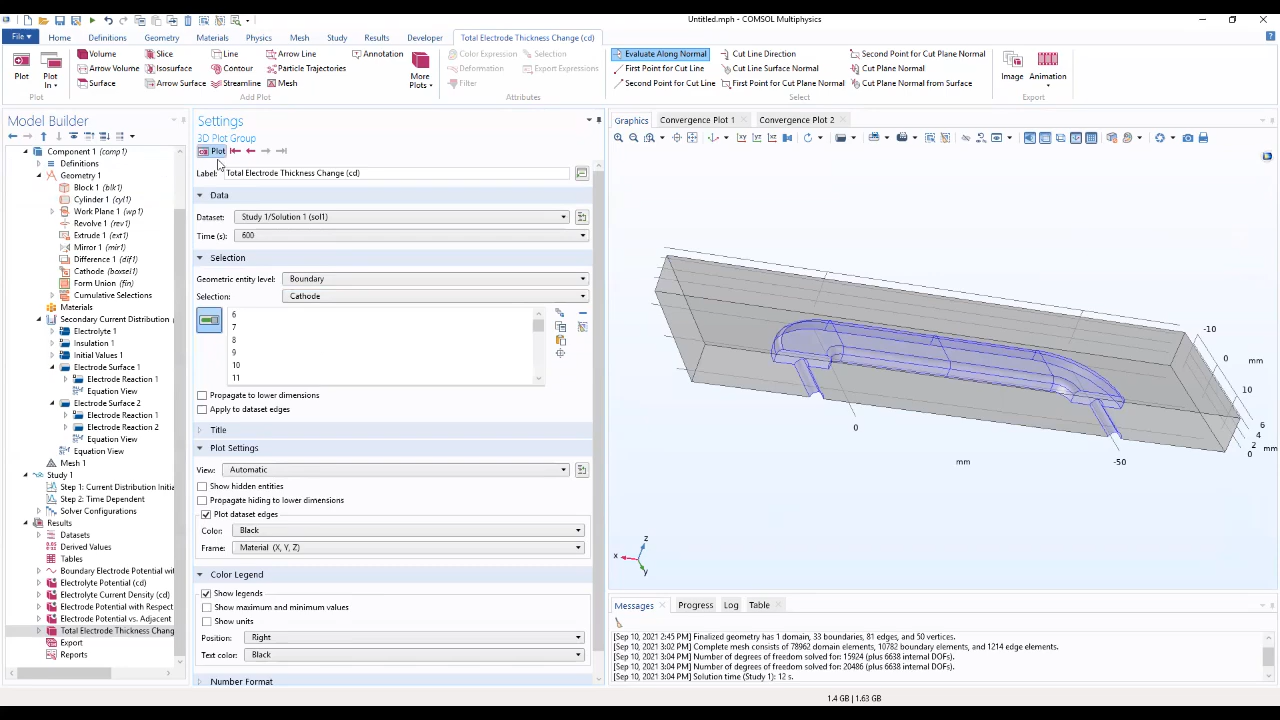 Untitled.mph - COMSOL Multiphysics
File
Home
Definitions
Geometry
Materials
Physics
Mesh
Study
Results
Developer
Total Electrode Thickness Change (cd)
Plot
Plot In
Plot
Volume
Arrow Volume
Surface
Slice
Isosurface
Arrow Surface
Line
Contour
Streamline
Arrow Line
Particle Trajectories
Mesh
Annotation
More Plots
Add Plot
Color Expression
Deformation
Filter
Selection
Export Expressions
Attributes
Evaluate Along Normal
First Point for Cut Line
Second Point for Cut Line
Cut Line Direction
Cut Line Surface Normal
First Point for Cut Plane Normal
Second Point for Cut Plane Normal
Cut Plane Normal
Cut Plane Normal from Surface
Select
Image
Animation
Export
Model Builder
Component 1 (comp1)
Definitions
Geometry 1
Block 1 (blk1)
Cylinder 1 (cyl1)
Work Plane 1 (wp1)
Revolve 1 (rev1)
Extrude 1 (ext1)
Mirror 1 (mir1)
Difference 1 (dif1)
Cathode (boxsel1)
Form Union (fin)
Cumulative Selections
Materials
Secondary Current Distribution
Electrolyte 1
Insulation 1
Initial Values 1
Electrode Surface 1
Electrode Reaction 1
Equation View
Electrode Surface 2
Electrode Reaction 1
Electrode Reaction 2
Equation View
Equation View
Mesh 1
Study 1
Step 1: Current Distribution Initia
Step 2: Time Dependent
Solver Configurations
Results
Datasets
Derived Values
Tables
Boundary Electrode Potential wit
Electrolyte Potential (cd)
Electrolyte Current Density (cd)
Electrode Potential with Respect
Electrode Potential vs. Adjacent
Total Electrode Thickness Chang
Export
Reports
Settings
3D Plot Group
Plot
Label: Total Electrode Thickness Change (cd)
Data
Dataset: Study 1/Solution 1 (sol1)
Time (s): 600
Selection
Geometric entity level: Boundary
Selection: Cathode
6
7
8
9
10
11
Propagate to lower dimensions
Apply to dataset edges
Title
Plot Settings
View: Automatic
Show hidden entities
Propagate hiding to lower dimensions
Plot dataset edges
Color: Black
Frame: Material (X, Y, Z)
Color Legend
Show legends
Show maximum and minimum values
Show units
Position: Right
Text color: Black
Number Format
Graphics
Convergence Plot 1
Convergence Plot 2
-10
0
mm
10
6
4
2
mm
0
0
mm
-50
z
x
y
Messages
Progress
Log
Table
[Sep 10, 2021 2:45 PM] Finalized geometry has 1 domain, 33 boundaries, 81 edges, and 50 vertices.
[Sep 10, 2021 3:02 PM] Complete mesh consists of 78962 domain elements, 10782 boundary elements, and 1214 edge elements.
[Sep 10, 2021 3:04 PM] Number of degrees of freedom solved for: 15924 (plus 6638 internal DOFs).
[Sep 10, 2021 3:04 PM] Number of degrees of freedom solved for: 20486 (plus 6638 internal DOFs).
[Sep 10, 2021 3:04 PM] Solution time (Study 1): 12 s.
1.4 GB | 1.63 GB